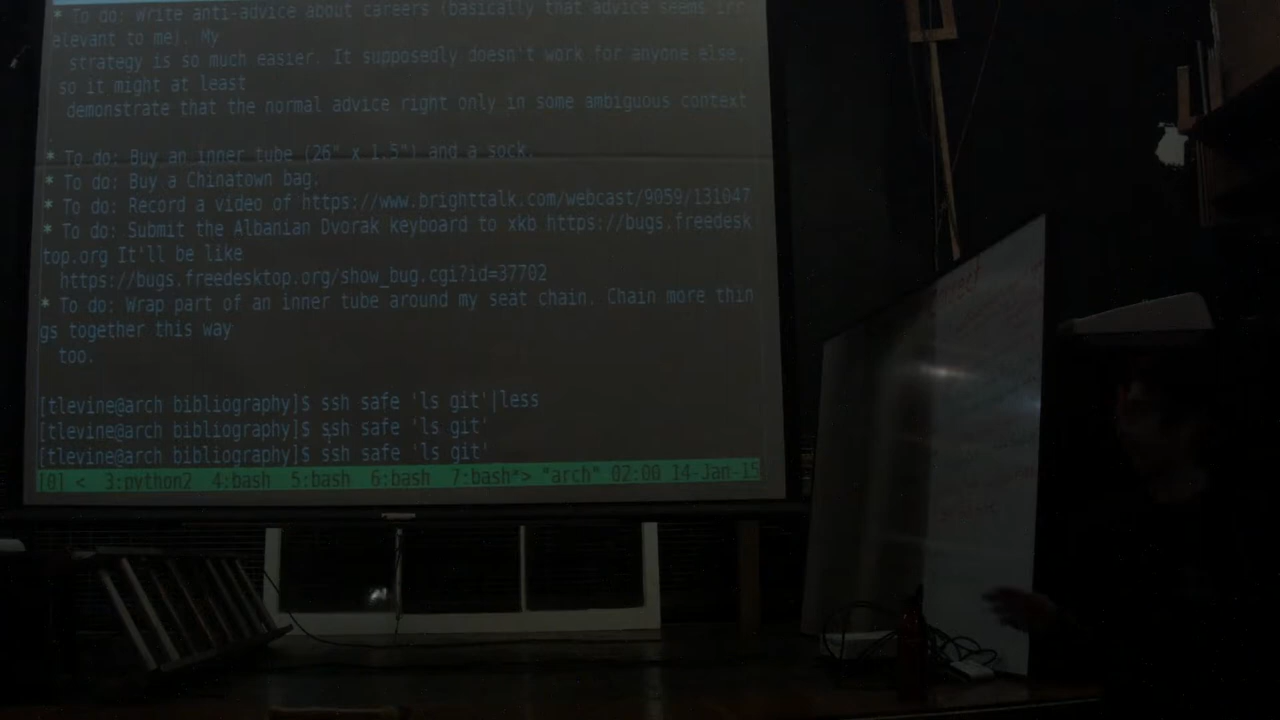 * To do: Write anti-advice about careers (basically that advice seems irr
elevant to me). My
strategy is so much easier. It supposedly doesn't work for anyone else,
so it might at least
demonstrate that the normal advice right only in some ambiguous context
* To do: Buy an inner tube (26" x 1.5") and a sock.
* To do: Buy a Chinatown bag.
* To do: Record a video of https://www.brighttalk.com/webcast/9059/131047
* To do: Submit the Albanian Dvorak keyboard to xkb https://bugs.freedesk
top.org It'll be like
https://bugs.freedesktop.org/show_bug.cgi?id=37702
* To do: Wrap part of an inner tube around my seat chain. Chain more thin
gs together this way
too.
[tlevine@arch bibliography]$ ssh safe 'ls git'|less
[tlevine@arch bibliography]$ ssh safe 'ls git'
[tlevine@arch bibliography]$ ssh safe 'ls git'
[0] < 3:python2 4:bash 5:bash 6:bash 7:bash*> "arch" 02:00 14-Jan-15